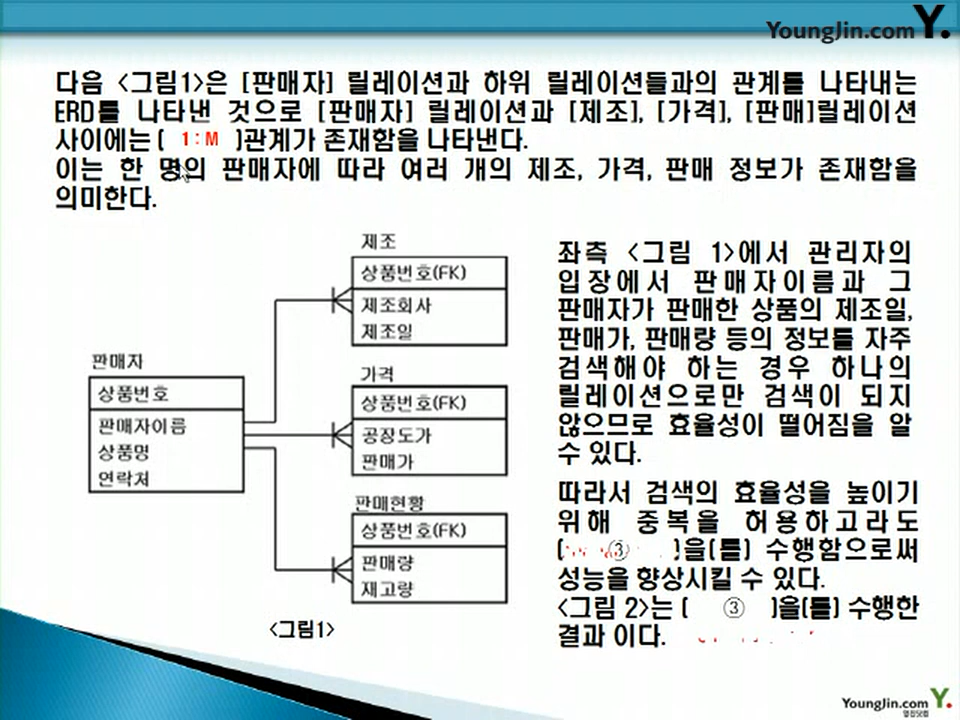 YoungJin.com Y.
다음 <그림1>은 [판매자] 릴레이션과 하위 릴레이션들과의 관계를 나타내는
ERD를 나타낸 것으로 [판매자] 릴레이션과 [제조], [가격], [판매]릴레이션
사이에는( 1:M )관계가 존재함을 나타낸다.
이는 한 명의 판매자에 따라 여러 개의 제조, 가격, 판매 정보가 존재함을
의미한다.
제조
상품번호(FK)
제조회사
제조일
판매자
상품번호
판매자이름
상품명
연락처
가격
상품번호(FK)
공장도가
판매가
판매현황
상품번호(FK)
판매량
재고량
<그림1>
좌측 <그림 1>에서 관리자의
입장에서 판매자이름과 그
판매자가 판매한 상품의 제조일,
판매가, 판매량 등의 정보를 자주
검색해야 하는 경우 하나의
릴레이션으로만 검색이 되지
않으므로 효율성이 떨어짐을 알
수 있다.
따라서 검색의 효율성을 높이기
위해 중복을 허용하고라도
( ③ )을(를) 수행함으로써
성능을 향상시킬 수 있다.
<그림 2>는 ( ③ )을(를) 수행한
결과 이다.
YoungJin.com Y.
영진닷컴